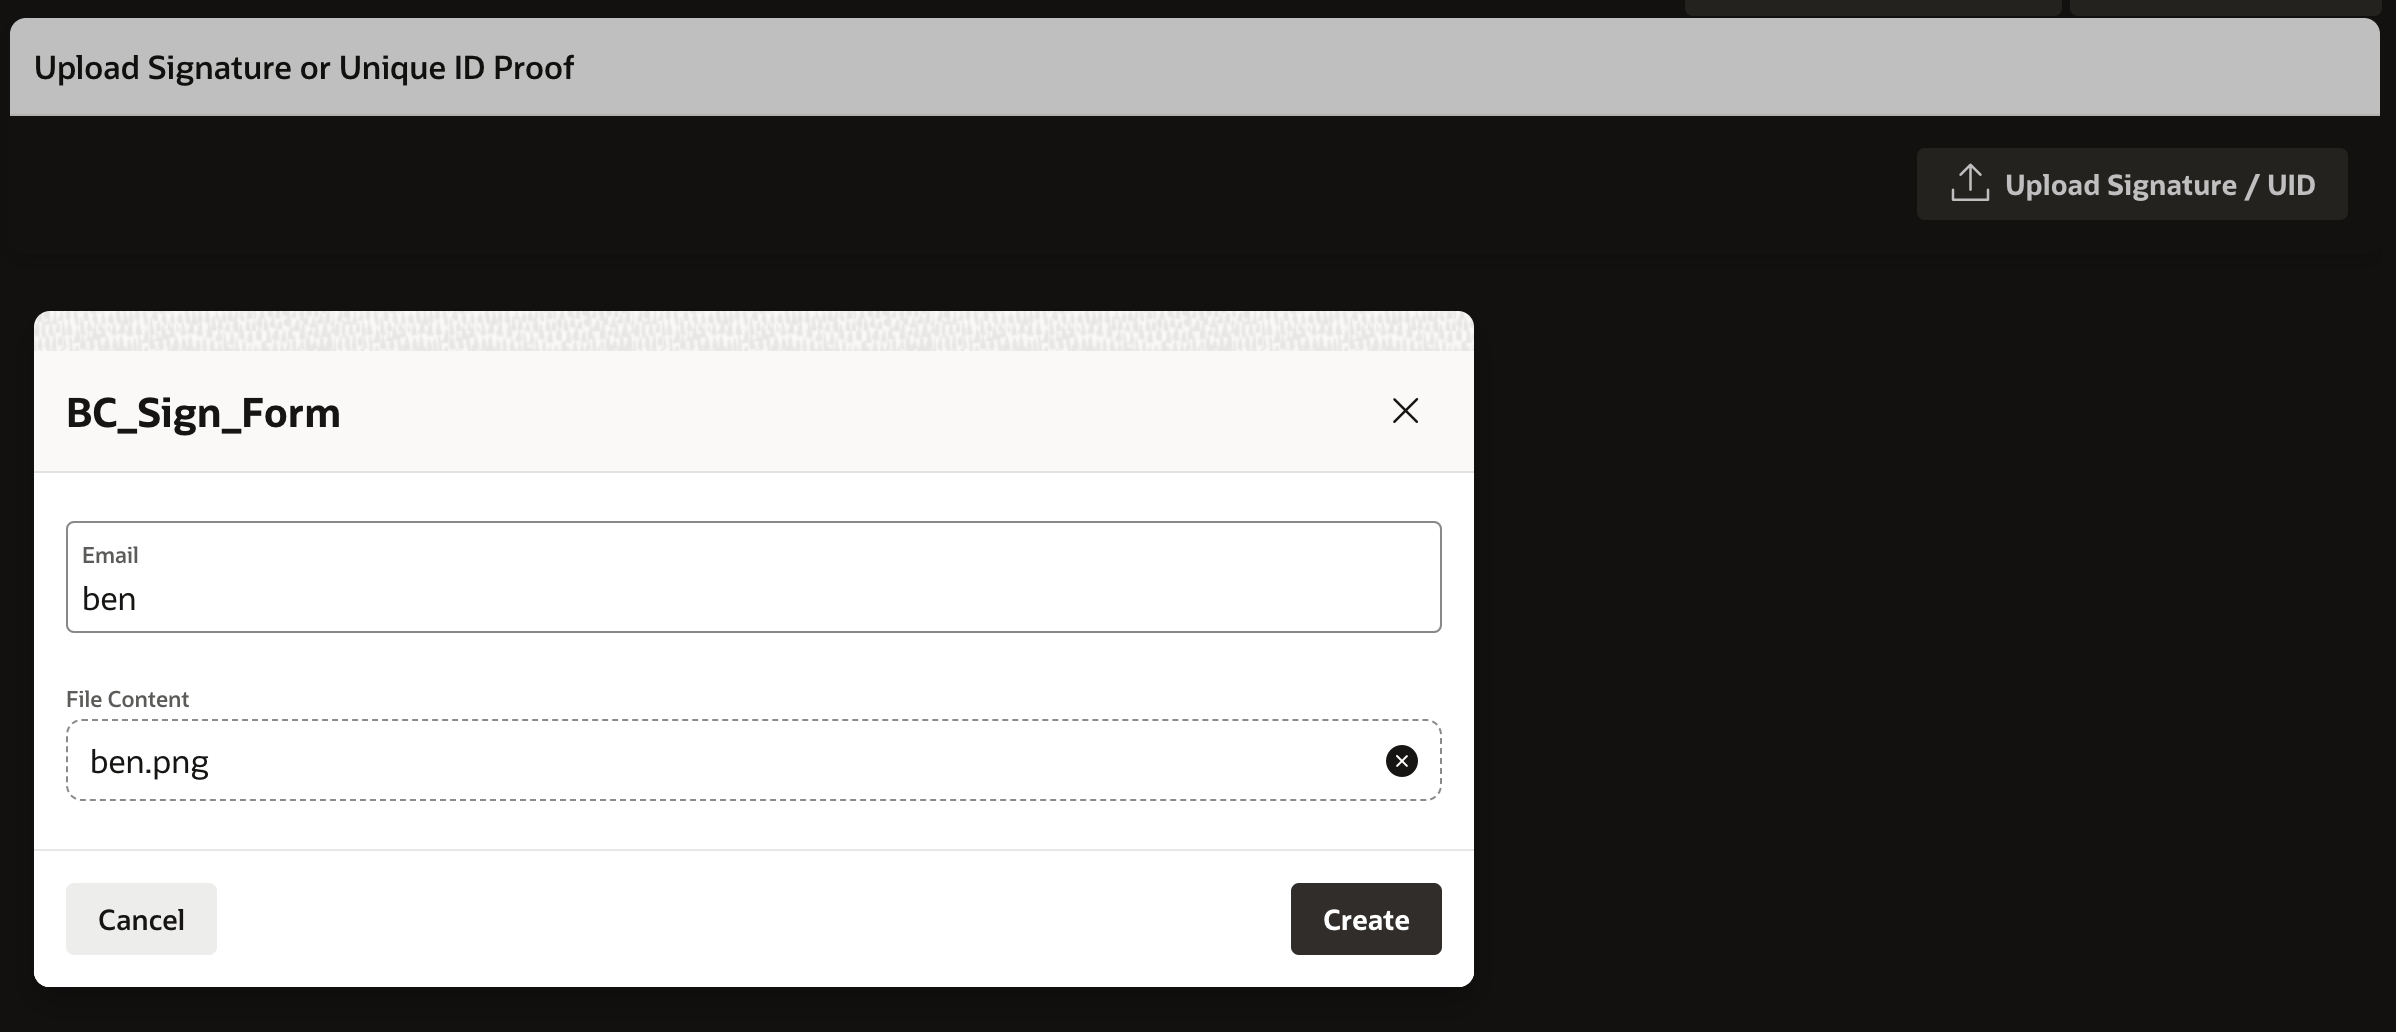 Upload Signature or Unique ID Proof
Upload Signature / UID
BC_Sign_Form
Email
ben
File Content
ben.png
Cancel
Create